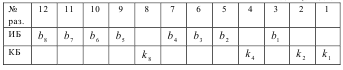 № раз. 12 11 10 9 8 7 6 5 4 3 2 1
ИБ b₈ b₇ b₆ b₅ b₄ b₃ b₂ b₁
КБ k₈ k₄ k₂ k₁